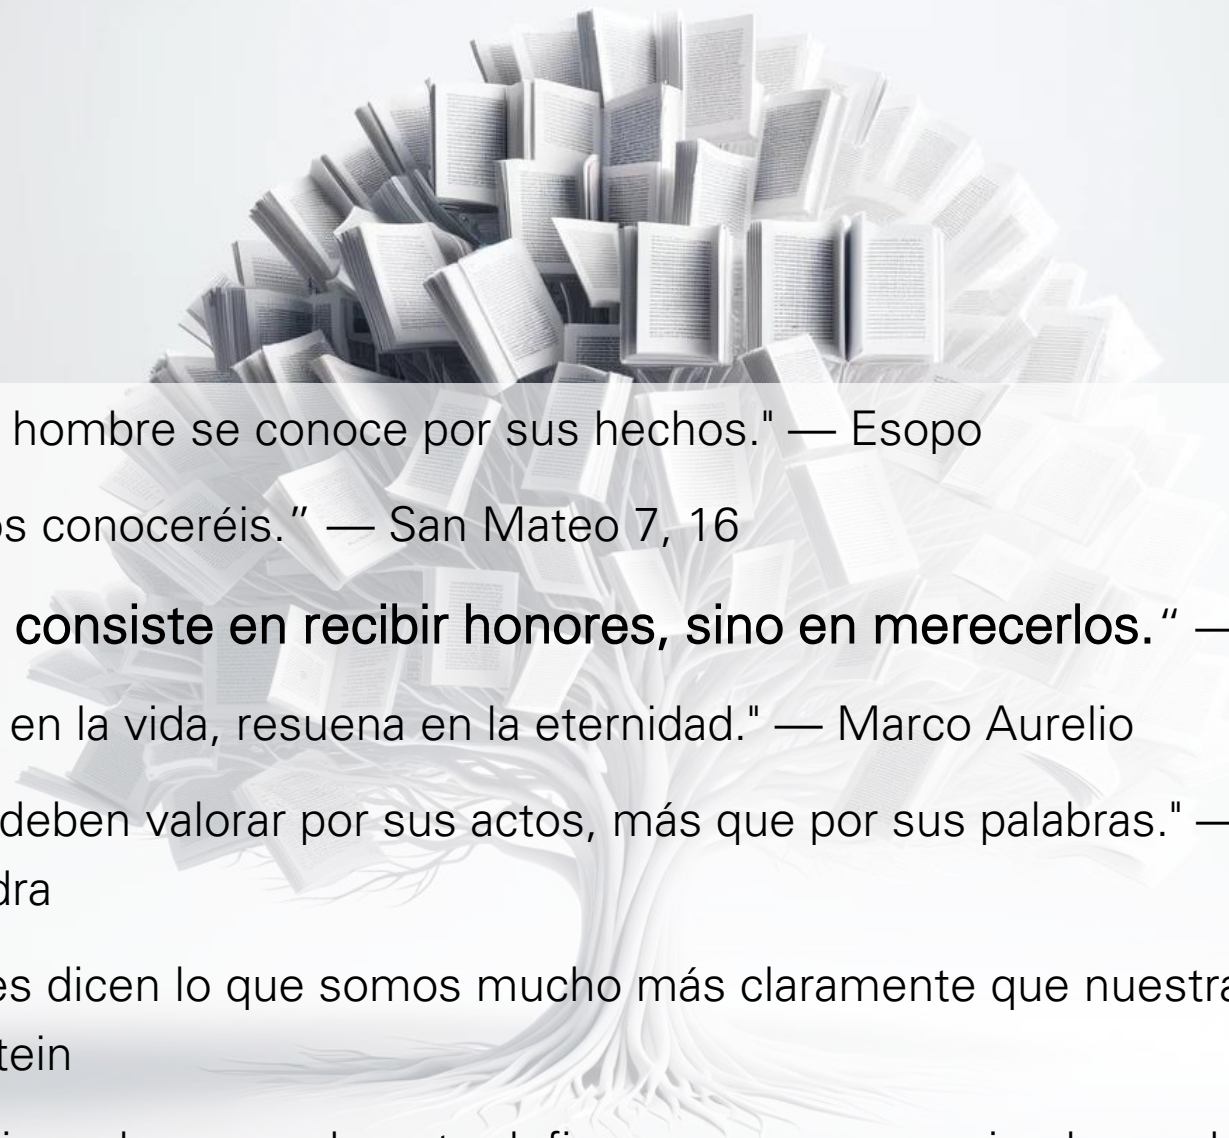 hombre se conoce por sus hechos." — Esopo
os conoceréis.” — San Mateo 7, 16
consiste en recibir honores, sino en merecerlos.“ —
en la vida, resuena en la eternidad." — Marco Aurelio
deben valorar por sus actos, más que por sus palabras." —
dra
es dicen lo que somos mucho más claramente que nuestra
tein